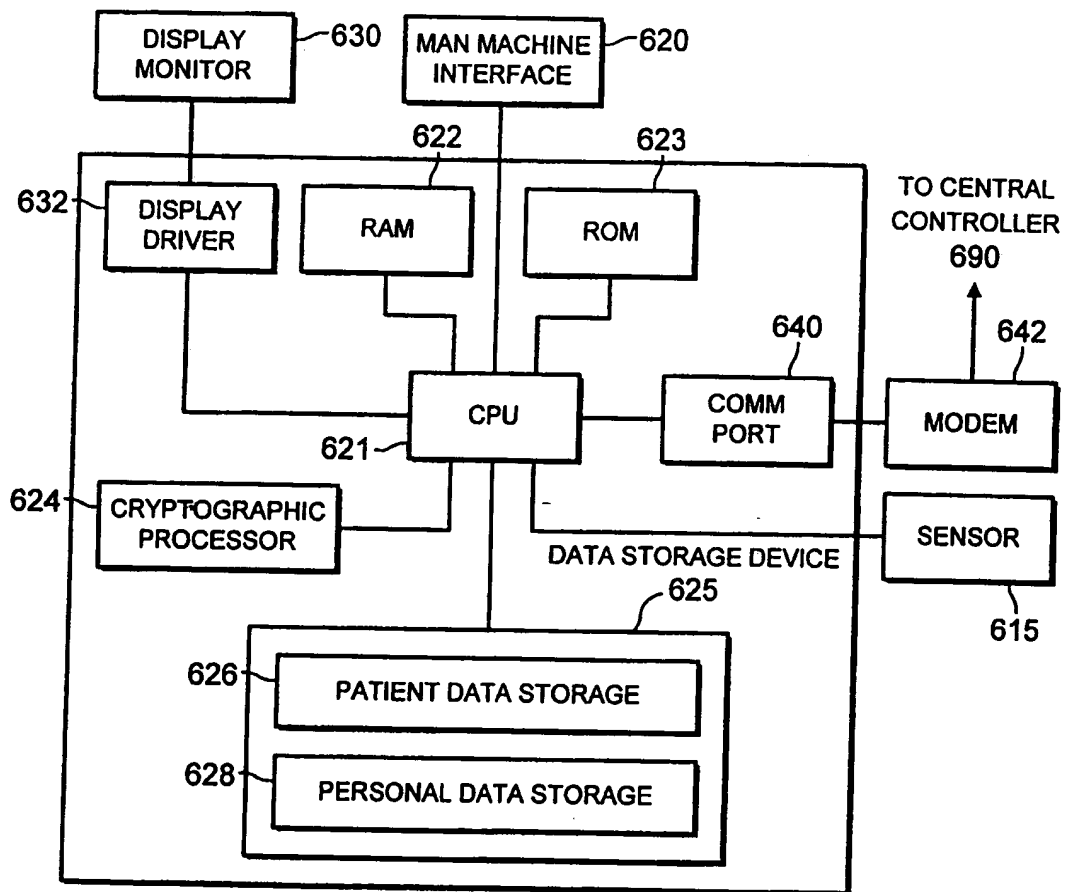 DISPLAY
MONITOR
630
MAN MACHINE
INTERFACE
620
622
623
632
DISPLAY
DRIVER
RAM
ROM
TO CENTRAL
CONTROLLER
690
640
642
CPU
621
COMM
PORT
MODEM
624
CRYPTOGRAPHIC
PROCESSOR
SENSOR
615
DATA STORAGE DEVICE
625
626
PATIENT DATA STORAGE
628
PERSONAL DATA STORAGE